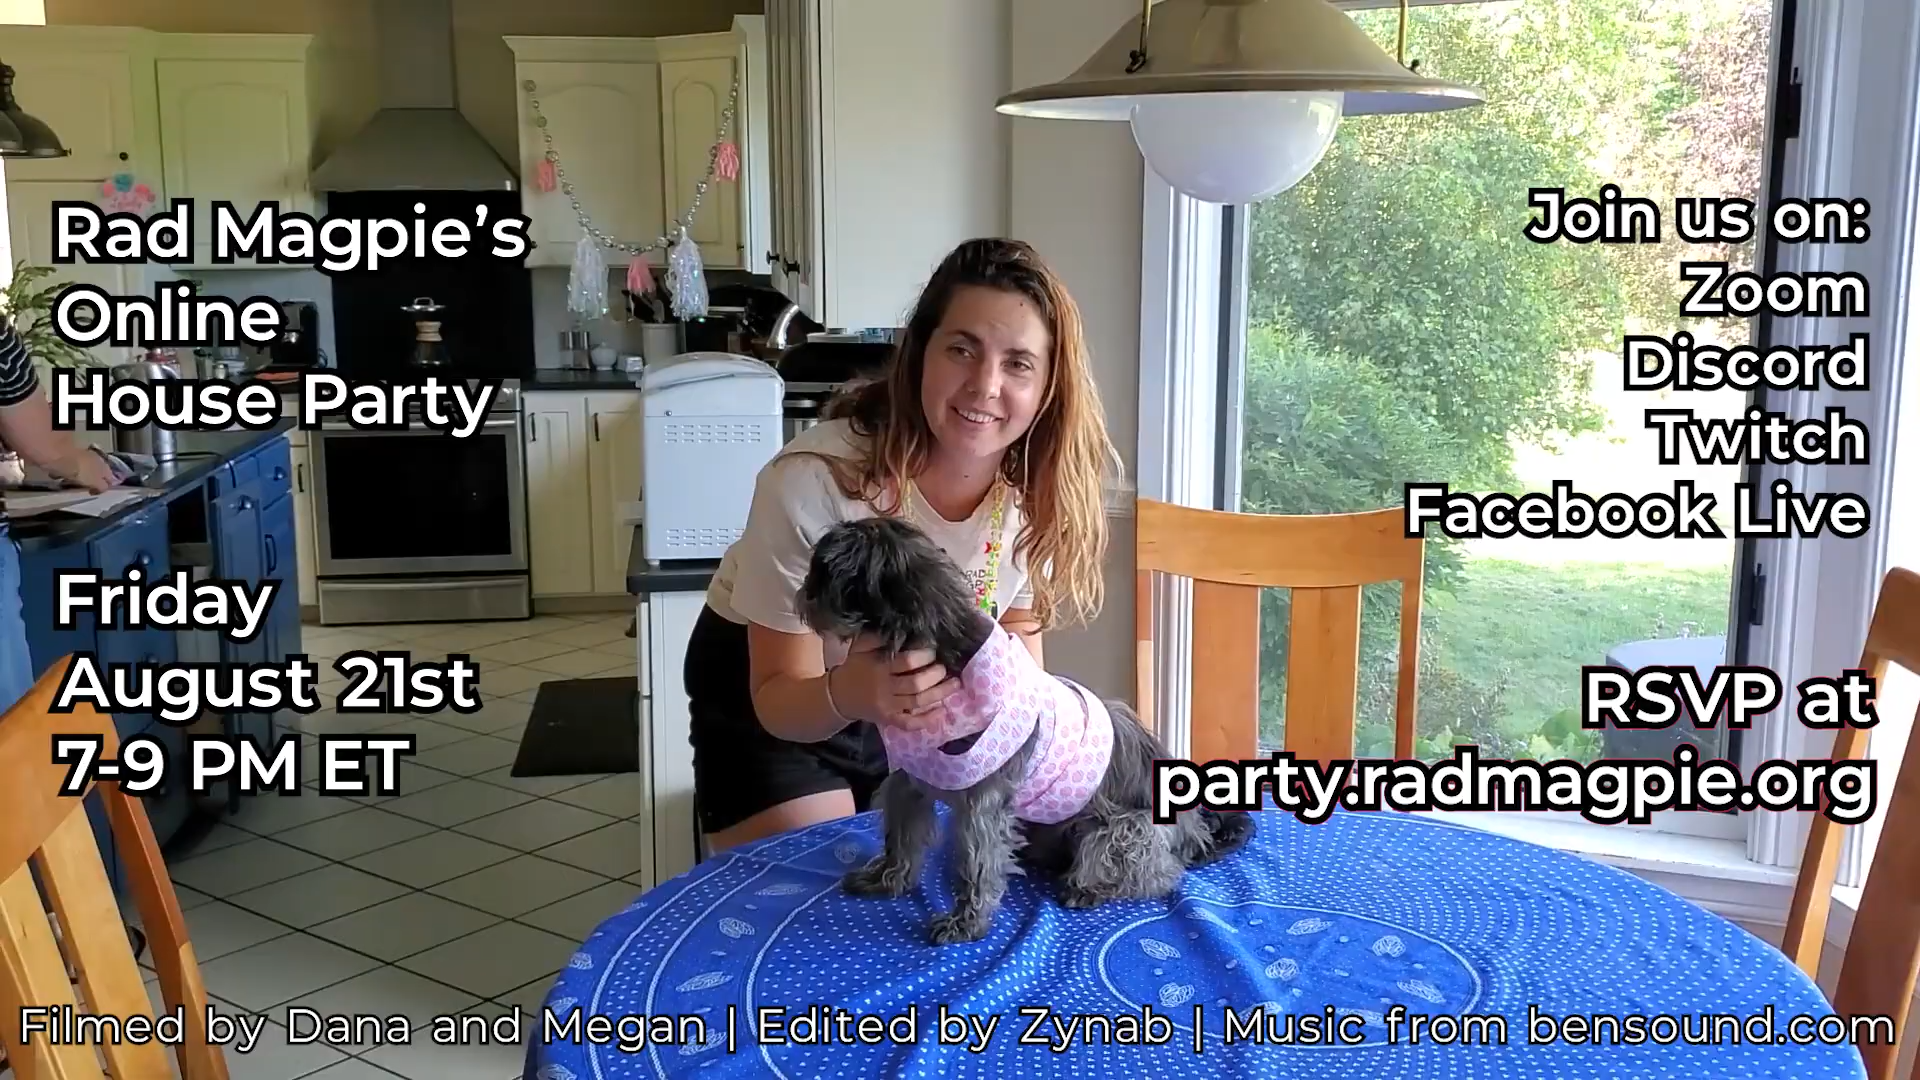 Rad Magpie’s
Online
House Party
Friday
August 21st
7-9 PM ET
Join us on:
Zoom
Discord
Twitch
Facebook Live
RSVP at
party.radmagpie.org
RAD
Filmed by Dana and Megan | Edited by Zynab | Music from bensound.com